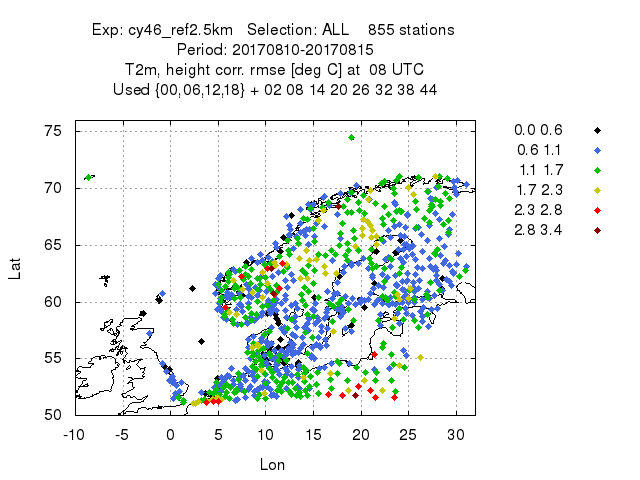 Exp: cy46_ref2.5km   Selection: ALL    855 stations
Period: 20170810-20170815
T2m, height corr. rmse [deg C] at  08 UTC
Used {00,06,12,18} + 02 08 14 20 26 32 38 44
75
70
65
60
55
50
Lat
-10 -5 0 5 10 15 20 25 30
Lon
0.0 0.6
0.6 1.1
1.1 1.7
1.7 2.3
2.3 2.8
2.8 3.4